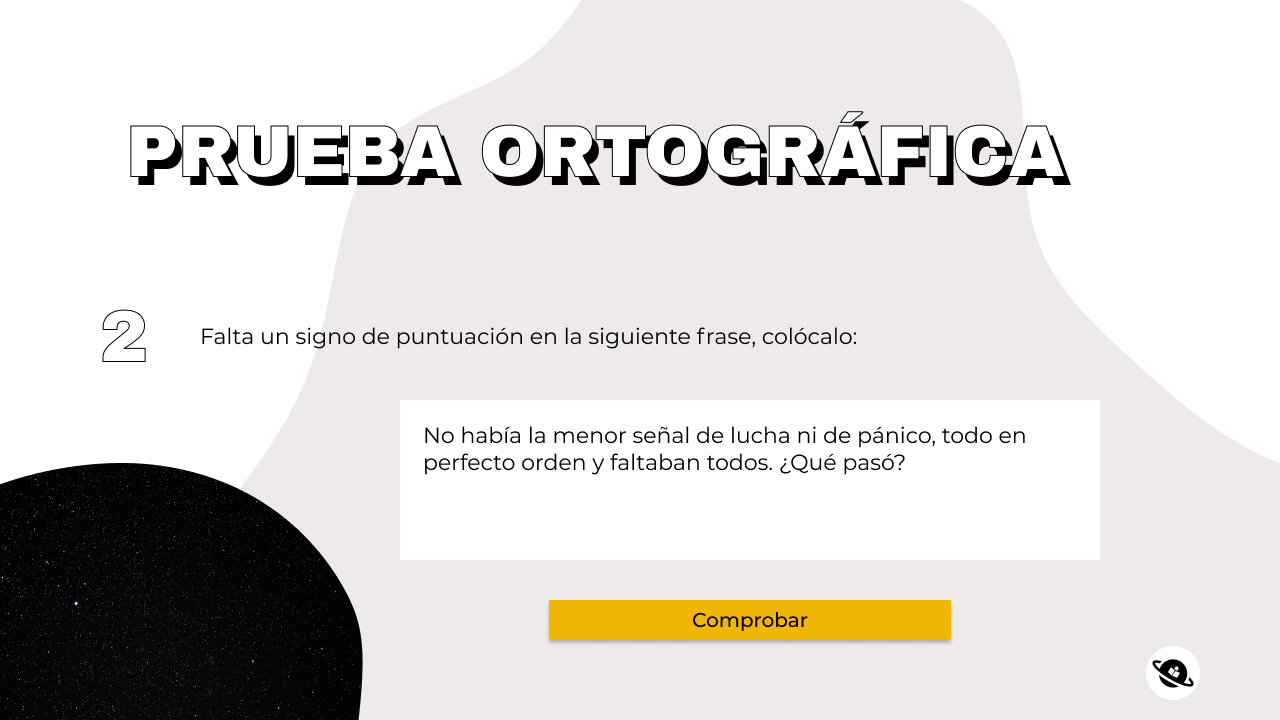 PRUEBA ORTOGRÁFICA
2
Falta un signo de puntuación en la siguiente frase, colócalo:
No había la menor señal de lucha ni de pánico, todo en
perfecto orden y faltaban todos. ¿Qué pasó?
Comprobar